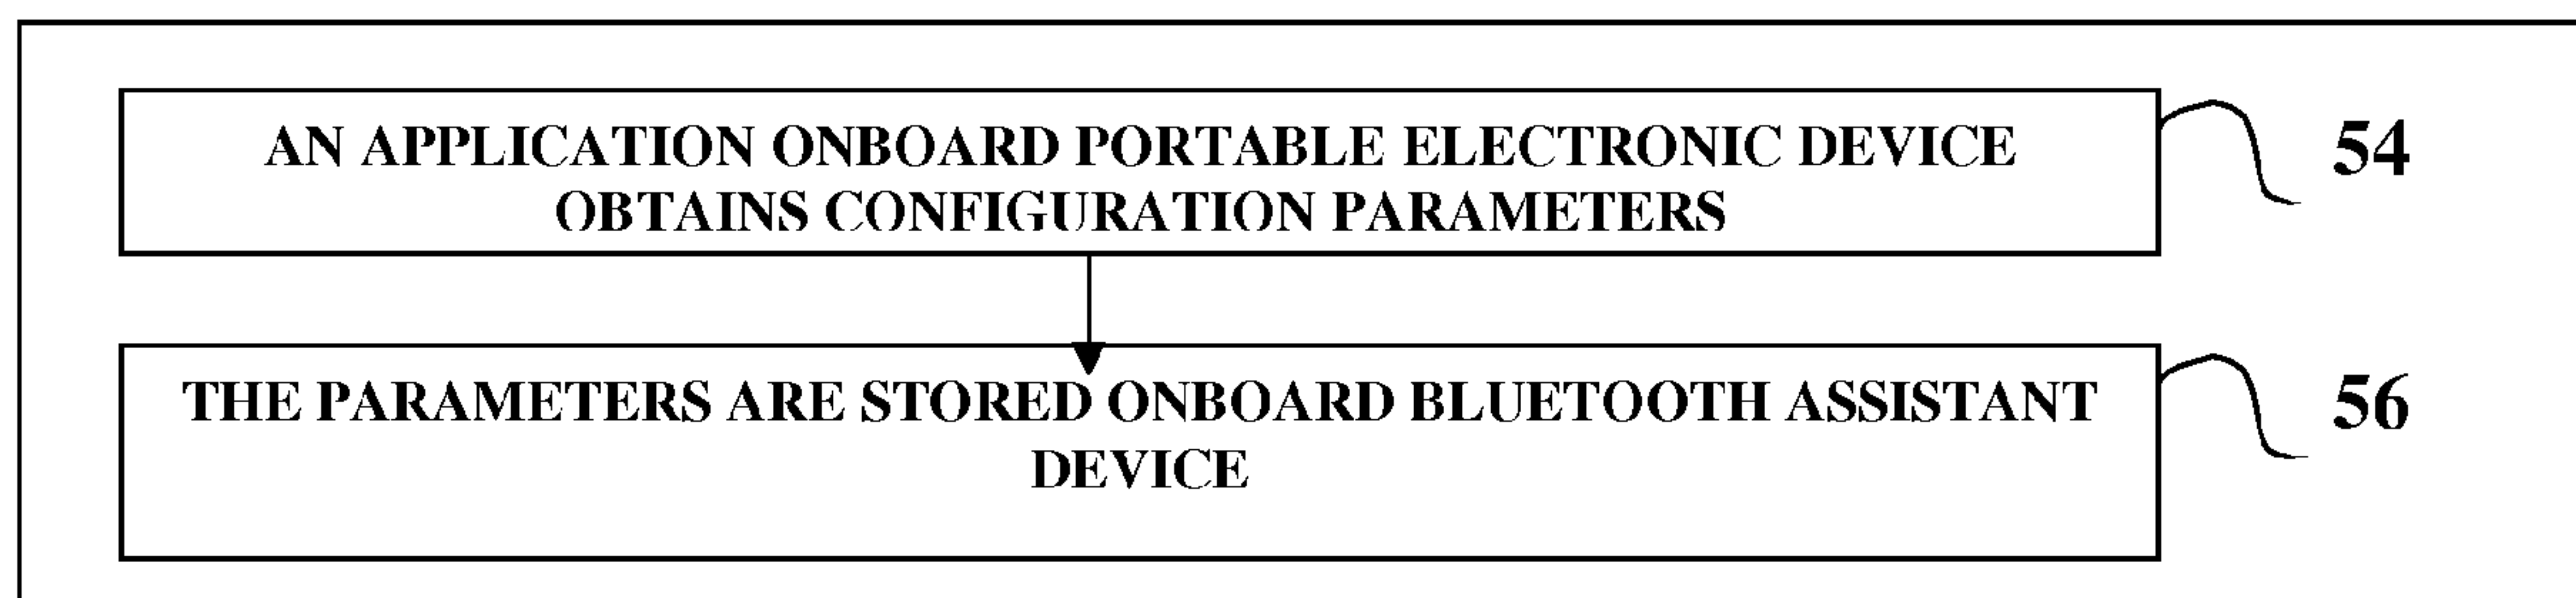 AN APPLICATION ONBOARD PORTABLE ELECTRONIC DEVICE
OBTAINS CONFIGURATION PARAMETERS
54
THE PARAMETERS ARE STORED ONBOARD BLUETOOTH ASSISTANT
DEVICE
56